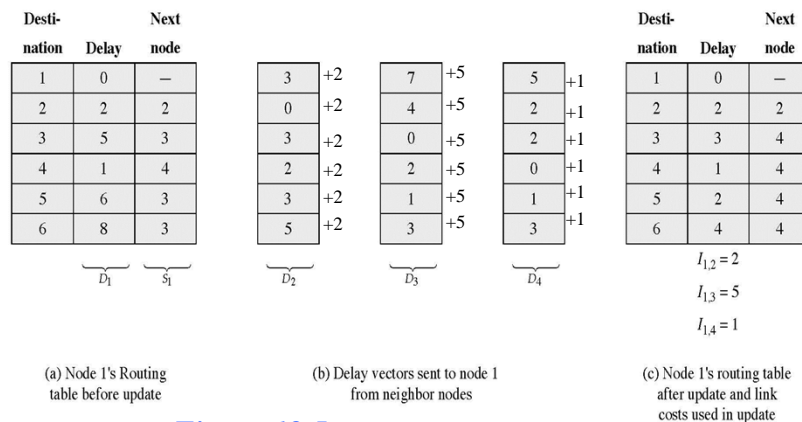 Desti-
nation Delay Next
node
1 0 –
2 2 2
3 5 3
4 1 4
5 6 3
6 8 3
D1 S1
(a) Node 1's Routing
table before update
3 +2 7 +5 5 +1
0 +2 4 +5 2 +1
3 +2 0 +5 2 +1
2 +2 2 +5 0 +1
3 +2 1 +5 1 +1
5 +2 3 +5 3 +1
D2 D3 D4
(b) Delay vectors sent to node 1
from neighbor nodes
Desti-
nation Delay Next
node
1 0 –
2 2 2
3 3 4
4 1 4
5 2 4
6 4 4
I1,2 = 2
I1,3 = 5
I1,4 = 1
(c) Node 1's routing table
after update and link
costs used in update